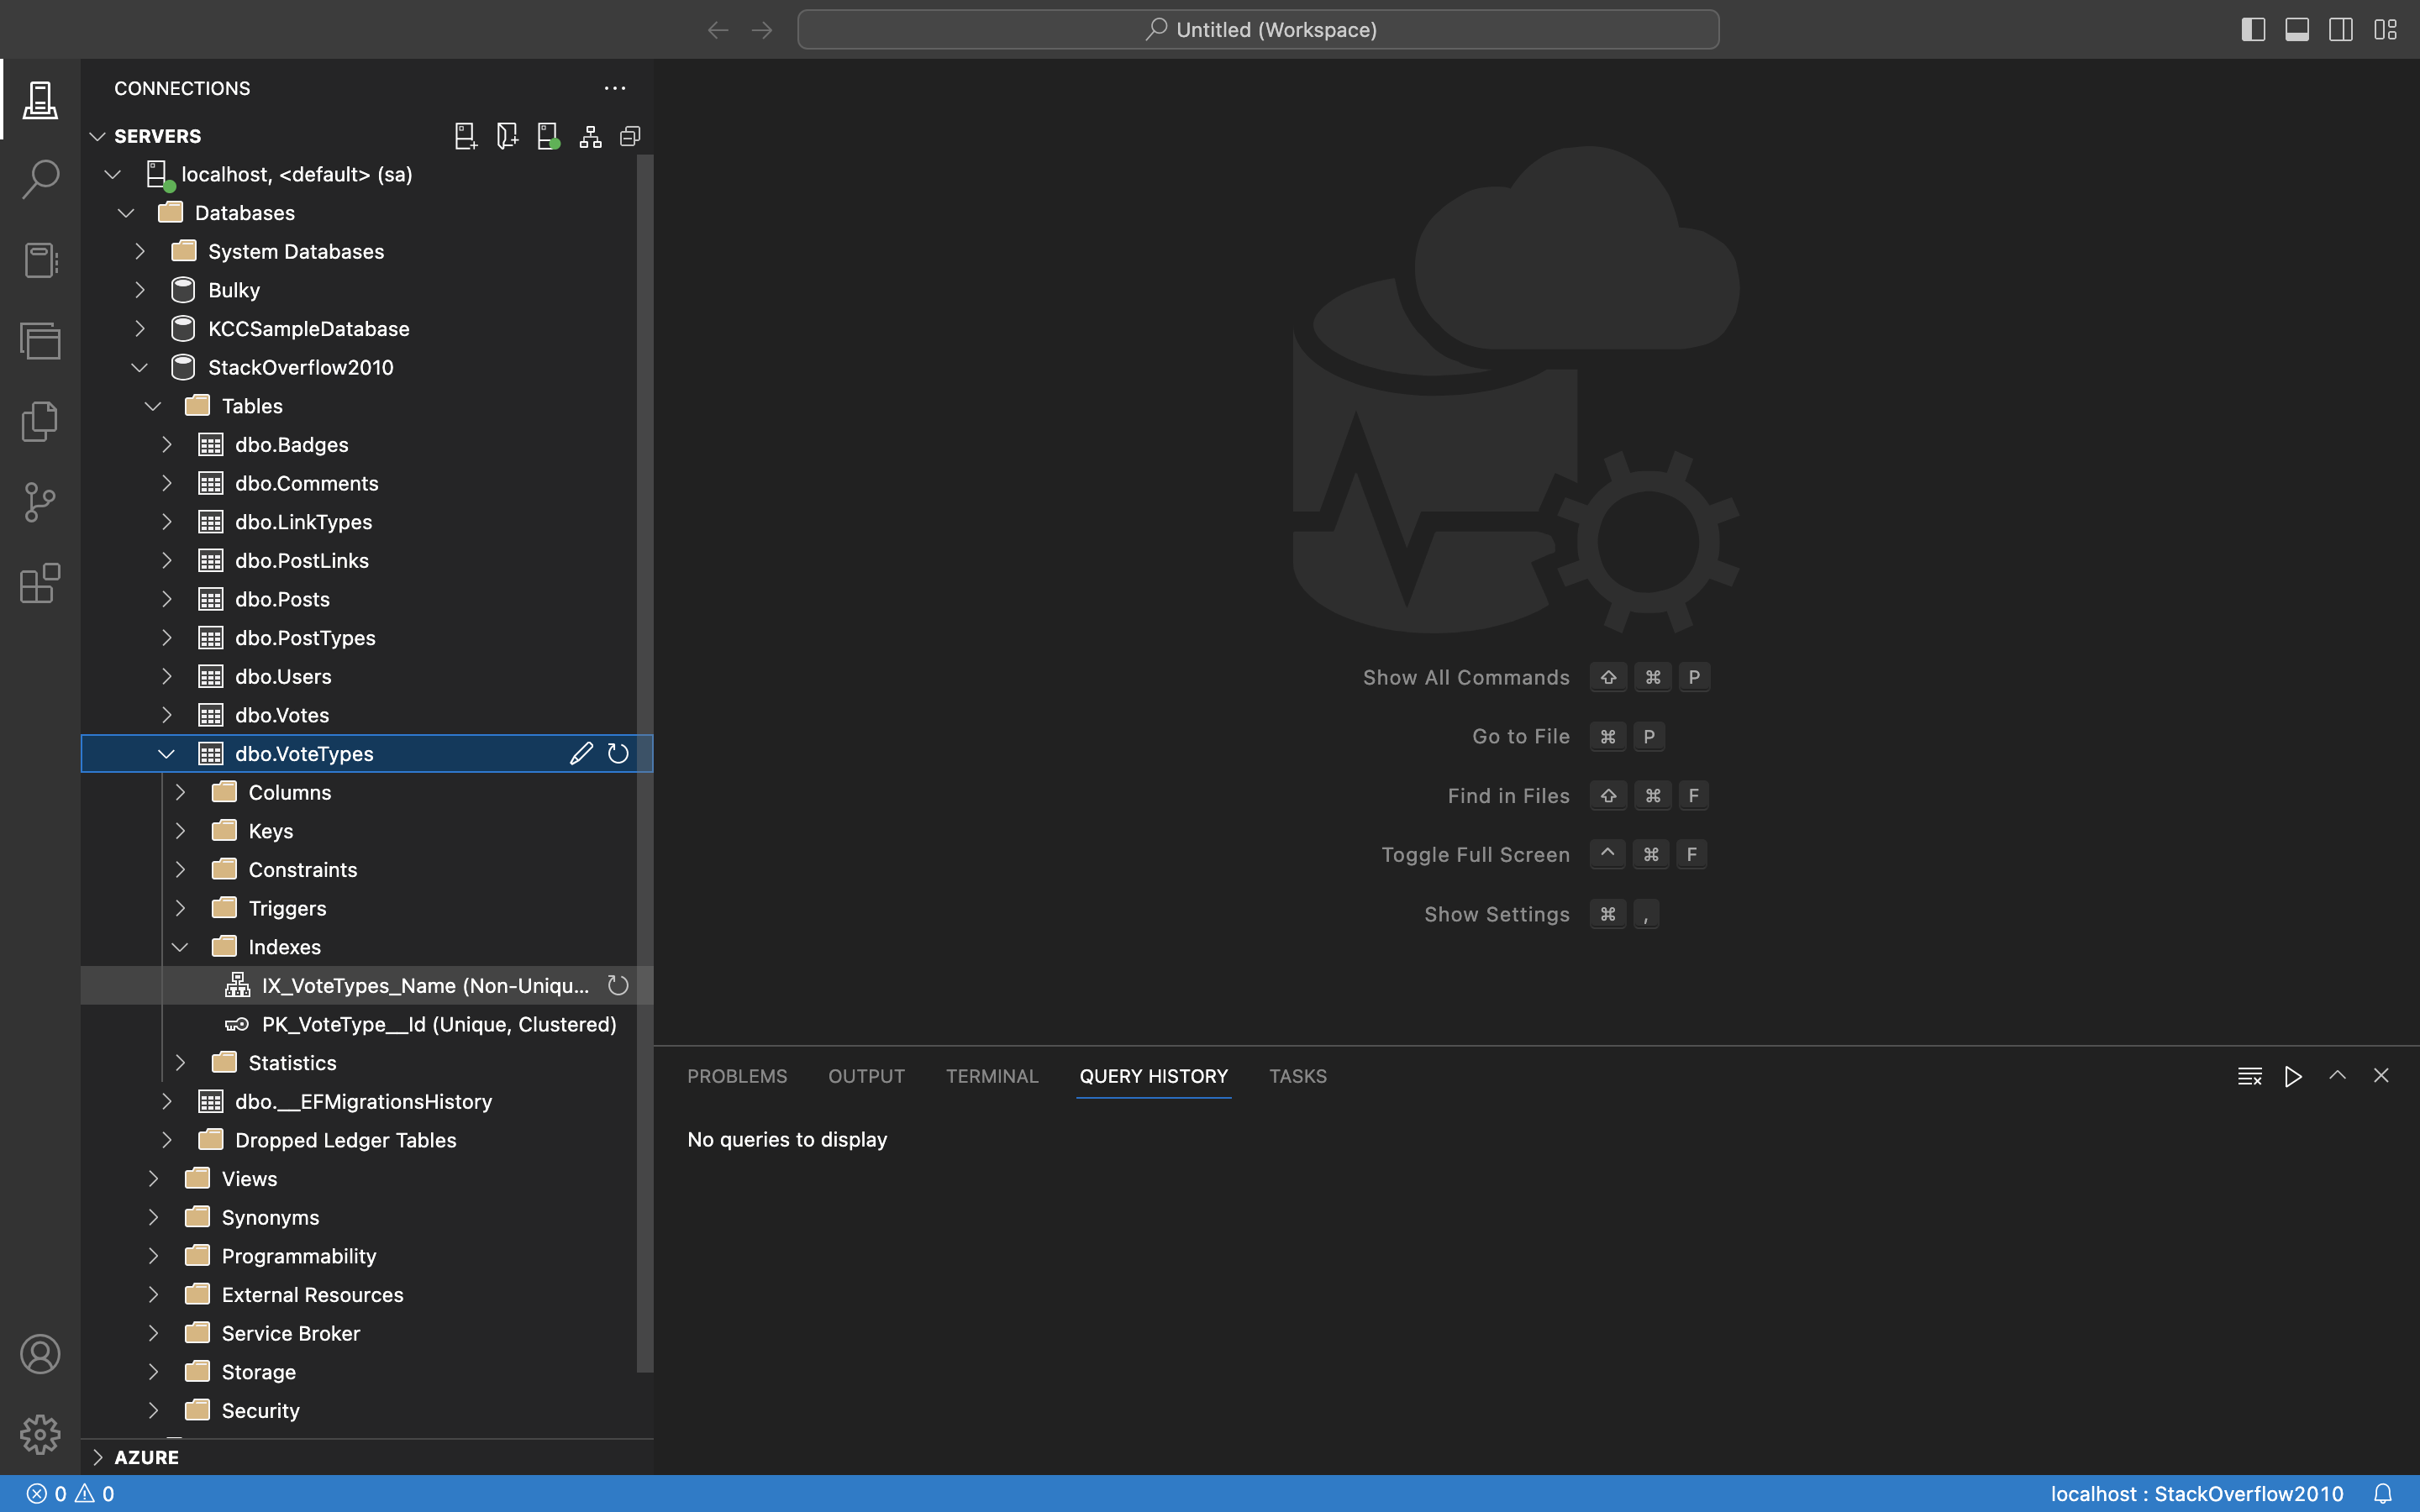 Untitled (Workspace)
CONNECTIONS
SERVERS
localhost, <default> (sa)
Databases
System Databases
Bulky
KCCSampleDatabase
StackOverflow2010
Tables
dbo.Badges
dbo.Comments
dbo.LinkTypes
dbo.PostLinks
dbo.Posts
dbo.PostTypes
dbo.Users
dbo.Votes
dbo.VoteTypes
Columns
Keys
Constraints
Triggers
Indexes
IX_VoteTypes_Name (Non-Uniqu...
PK_VoteType__Id (Unique, Clustered)
Statistics
dbo.__EFMigrationsHistory
Dropped Ledger Tables
Views
Synonyms
Programmability
External Resources
Service Broker
Storage
Security
AZURE
Show All Commands ⇧ ⌘ P
Go to File ⌘ P
Find in Files ⇧ ⌘ F
Toggle Full Screen ^ ⌘ F
Show Settings ⌘ ,
PROBLEMS OUTPUT TERMINAL QUERY HISTORY TASKS
No queries to display
0 0
localhost : StackOverflow2010